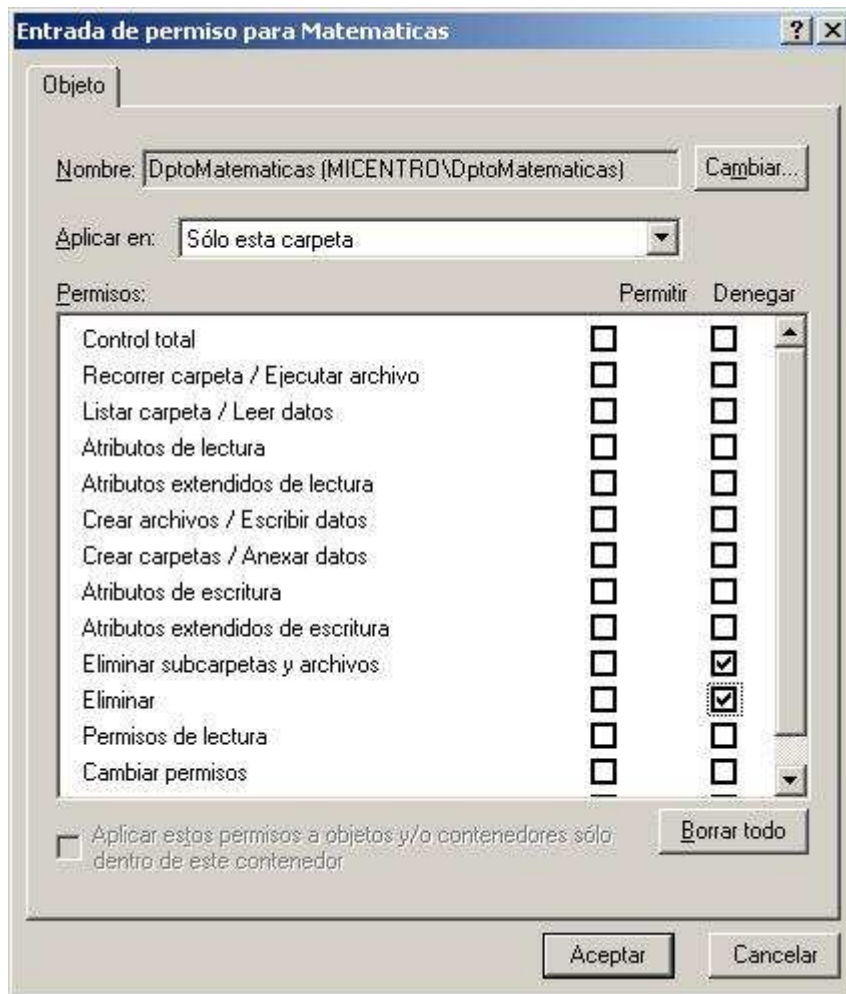 Entrada de permiso para Matematicas
Objeto
Nombre: DptoMatematicas (MICENTRO\DptoMatematicas) Cambiar...
Aplicar en: Sólo esta carpeta
Permisos: Permitir Denegar
Control total
Recorrer carpeta / Ejecutar archivo
Listar carpeta / Leer datos
Atributos de lectura
Atributos extendidos de lectura
Crear archivos / Escribir datos
Crear carpetas / Anexar datos
Atributos de escritura
Atributos extendidos de escritura
Eliminar subcarpetas y archivos
Eliminar
Permisos de lectura
Cambiar permisos
Aplicar estos permisos a objetos y/o contenedores sólo
dentro de este contenedor
Borrar todo
Aceptar Cancelar